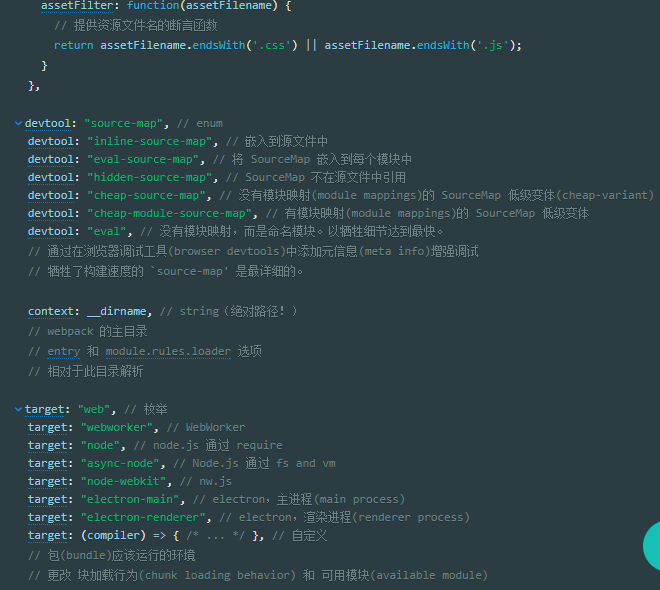 assetFilter: function(assetFilename) {
// 提供资源文件名的断言函数
return assetFilename.endsWith('.css') || assetFilename.endsWith('.js');
}
},
devtool: "source-map", // enum
devtool: "inline-source-map", // 嵌入到源文件中
devtool: "eval-source-map", // 将 SourceMap 嵌入到每个模块中
devtool: "hidden-source-map", // SourceMap 不在源文件中引用
devtool: "cheap-source-map", // 没有模块映射(module mappings)的 SourceMap 低级变体(cheap-variant)
devtool: "cheap-module-source-map", // 有模块映射(module mappings)的 SourceMap 低级变体
devtool: "eval", // 没有模块映射，而是命名模块。以牺牲细节达到最快。
// 通过在浏览器调试工具(browser devtools)中添加元信息(meta info)增强调试
// 牺牲了构建速度的 `source-map' 是最详细的。
context: __dirname, // string（绝对路径！）
// webpack 的主目录
// entry 和 module.rules.loader 选项
// 相对于此目录解析
target: "web", // 枚举
target: "webworker", // WebWorker
target: "node", // node.js 通过 require
target: "async-node", // Node.js 通过 fs and vm
target: "node-webkit", // nw.js
target: "electron-main", // electron，主进程(main process)
target: "electron-renderer", // electron，渲染进程(renderer process)
target: (compiler) => { /* ... */ }, // 自定义
// 包(bundle)应该运行的环境
// 更改 块加载行为(chunk loading behavior) 和 可用模块(available module)